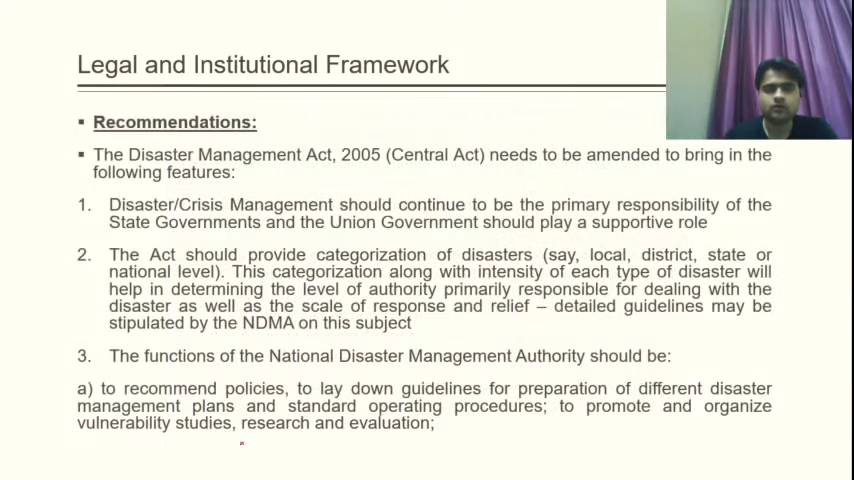 Legal and Institutional Framework
▪ Recommendations:
▪ The Disaster Management Act, 2005 (Central Act) needs to be amended to bring in the
following features:
1. Disaster/Crisis Management should continue to be the primary responsibility of the
State Governments and the Union Government should play a supportive role
2. The Act should provide categorization of disasters (say, local, district, state or
national level). This categorization along with intensity of each type of disaster will
help in determining the level of authority primarily responsible for dealing with the
disaster as well as the scale of response and relief – detailed guidelines may be
stipulated by the NDMA on this subject
3. The functions of the National Disaster Management Authority should be:
a) to recommend policies, to lay down guidelines for preparation of different disaster
management plans and standard operating procedures; to promote and organize
vulnerability studies, research and evaluation;